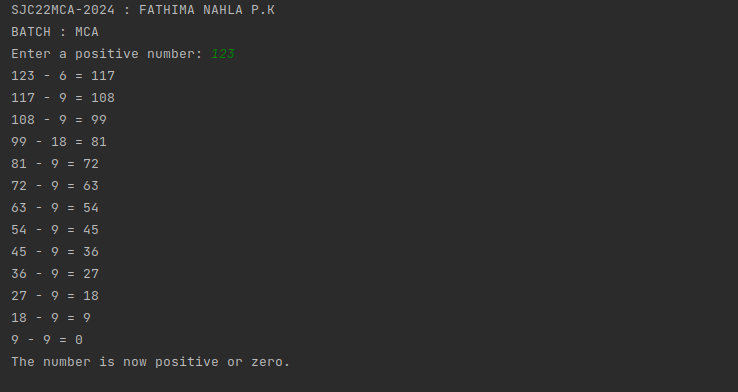 SJC22MCA-2024 : FATHIMA NAHLA P.K
BATCH : MCA
Enter a positive number: 123
123 - 6 = 117
117 - 9 = 108
108 - 9 = 99
99 - 18 = 81
81 - 9 = 72
72 - 9 = 63
63 - 9 = 54
54 - 9 = 45
45 - 9 = 36
36 - 9 = 27
27 - 9 = 18
18 - 9 = 9
9 - 9 = 0
The number is now positive or zero.